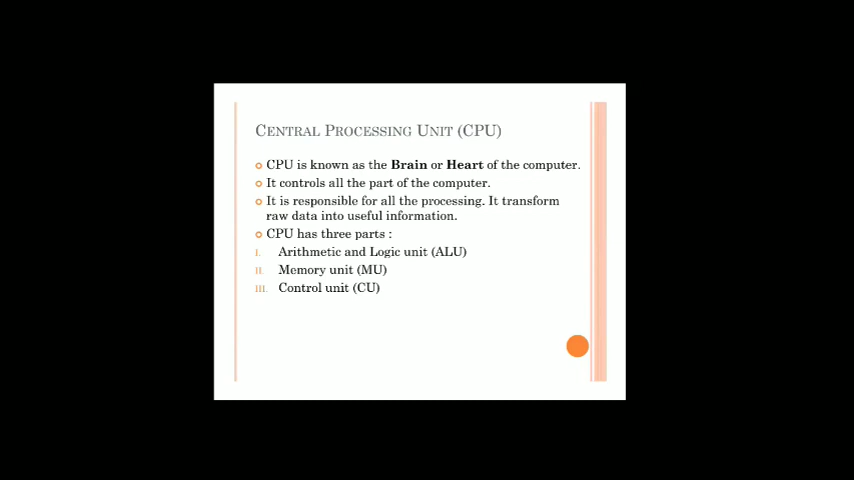 CENTRAL PROCESSING UNIT (CPU)
CPU is known as the Brain or Heart of the computer.
It controls all the part of the computer.
It is responsible for all the processing. It transform
raw data into useful information.
CPU has three parts :
I. Arithmetic and Logic unit (ALU)
II. Memory unit (MU)
III. Control unit (CU)